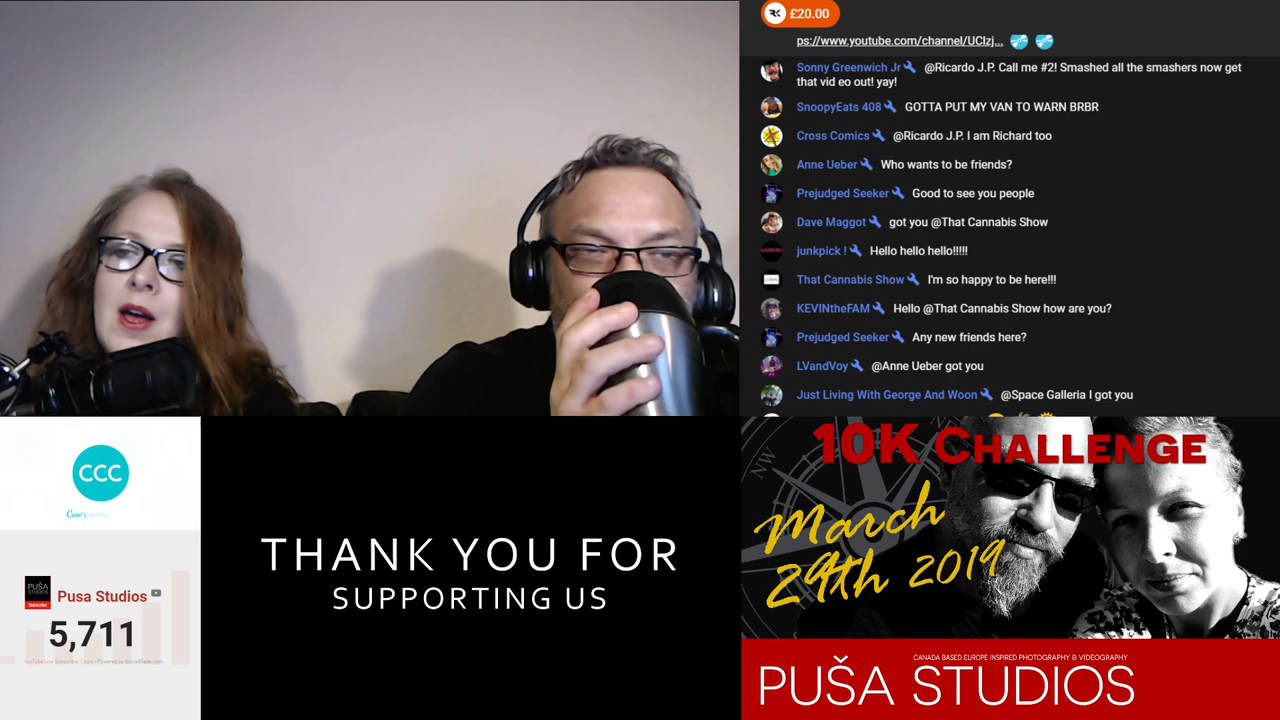 RK £20.00
ps://www.youtube.com/channel/UCIzj...
Sonny Greenwich Jr @Ricardo J.P. Call me #2! Smashed all the smashers now get
that vid eo out! yay!
SnoopyEats 408 GOTTA PUT MY VAN TO WARN BRBR
Cross Comics @Ricardo J.P. I am Richard too
Anne Ueber Who wants to be friends?
Prejudged Seeker Good to see you people
Dave Maggot got you @That Cannabis Show
junkpick ! Hello hello hello!!!!!
That Cannabis Show I'm so happy to be here!!!
KEVINtheFAM Hello @That Cannabis Show how are you?
Prejudged Seeker Any new friends here?
LVandVoy @Anne Ueber got you
Just Living With George And Woon @Space Galleria I got you
CCC
PUŠA
STUDIOS
Subscribe
Pusa Studios
5,711
THANK YOU FOR
SUPPORTING US
10K CHALLENGE
NW
March
29th 2019
CANADA BASED EUROPE INSPIRED PHOTOGRAPHY & VIDEOGRAPHY
PUŠA STUDIOS